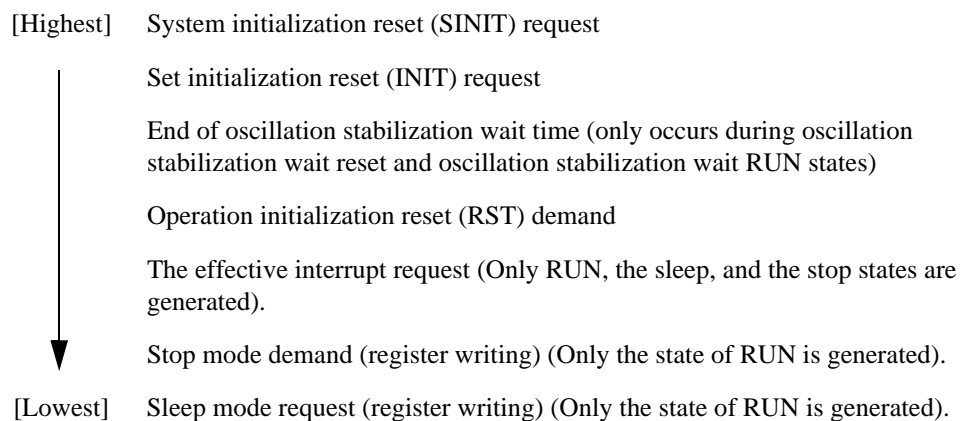 [Highest] System initialization reset (SINIT) request
Set initialization reset (INIT) request
End of oscillation stabilization wait time (only occurs during oscillation
stabilization wait reset and oscillation stabilization wait RUN states)
Operation initialization reset (RST) demand
The effective interrupt request (Only RUN, the sleep, and the stop states are
generated).
Stop mode demand (register writing) (Only the state of RUN is generated).
[Lowest] Sleep mode request (register writing) (Only the state of RUN is generated).